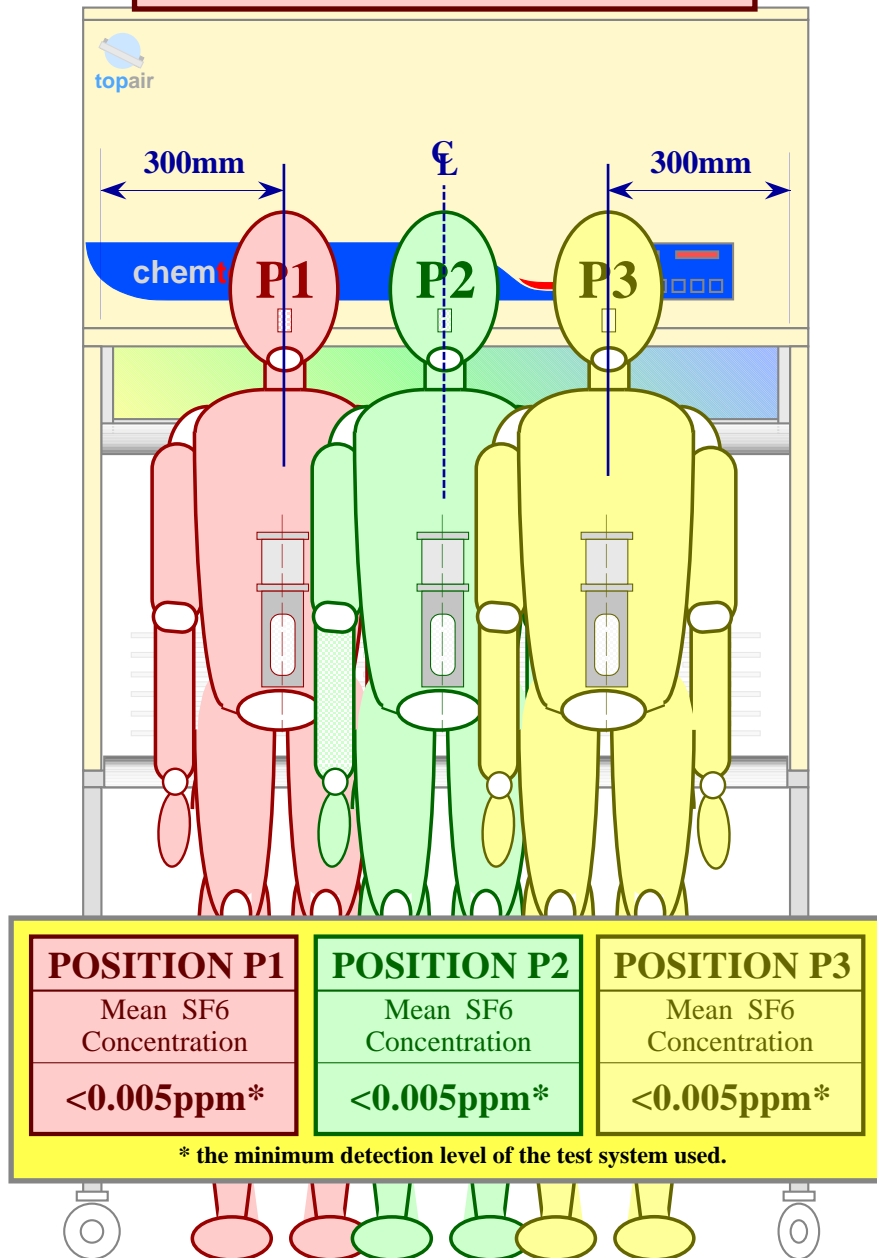 topair
300mm
℄
300mm
chem
P1
P2
P3
POSITION P1
Mean SF6
Concentration
<0.005ppm*
POSITION P2
Mean SF6
Concentration
<0.005ppm*
POSITION P3
Mean SF6
Concentration
<0.005ppm*
* the minimum detection level of the test system used.